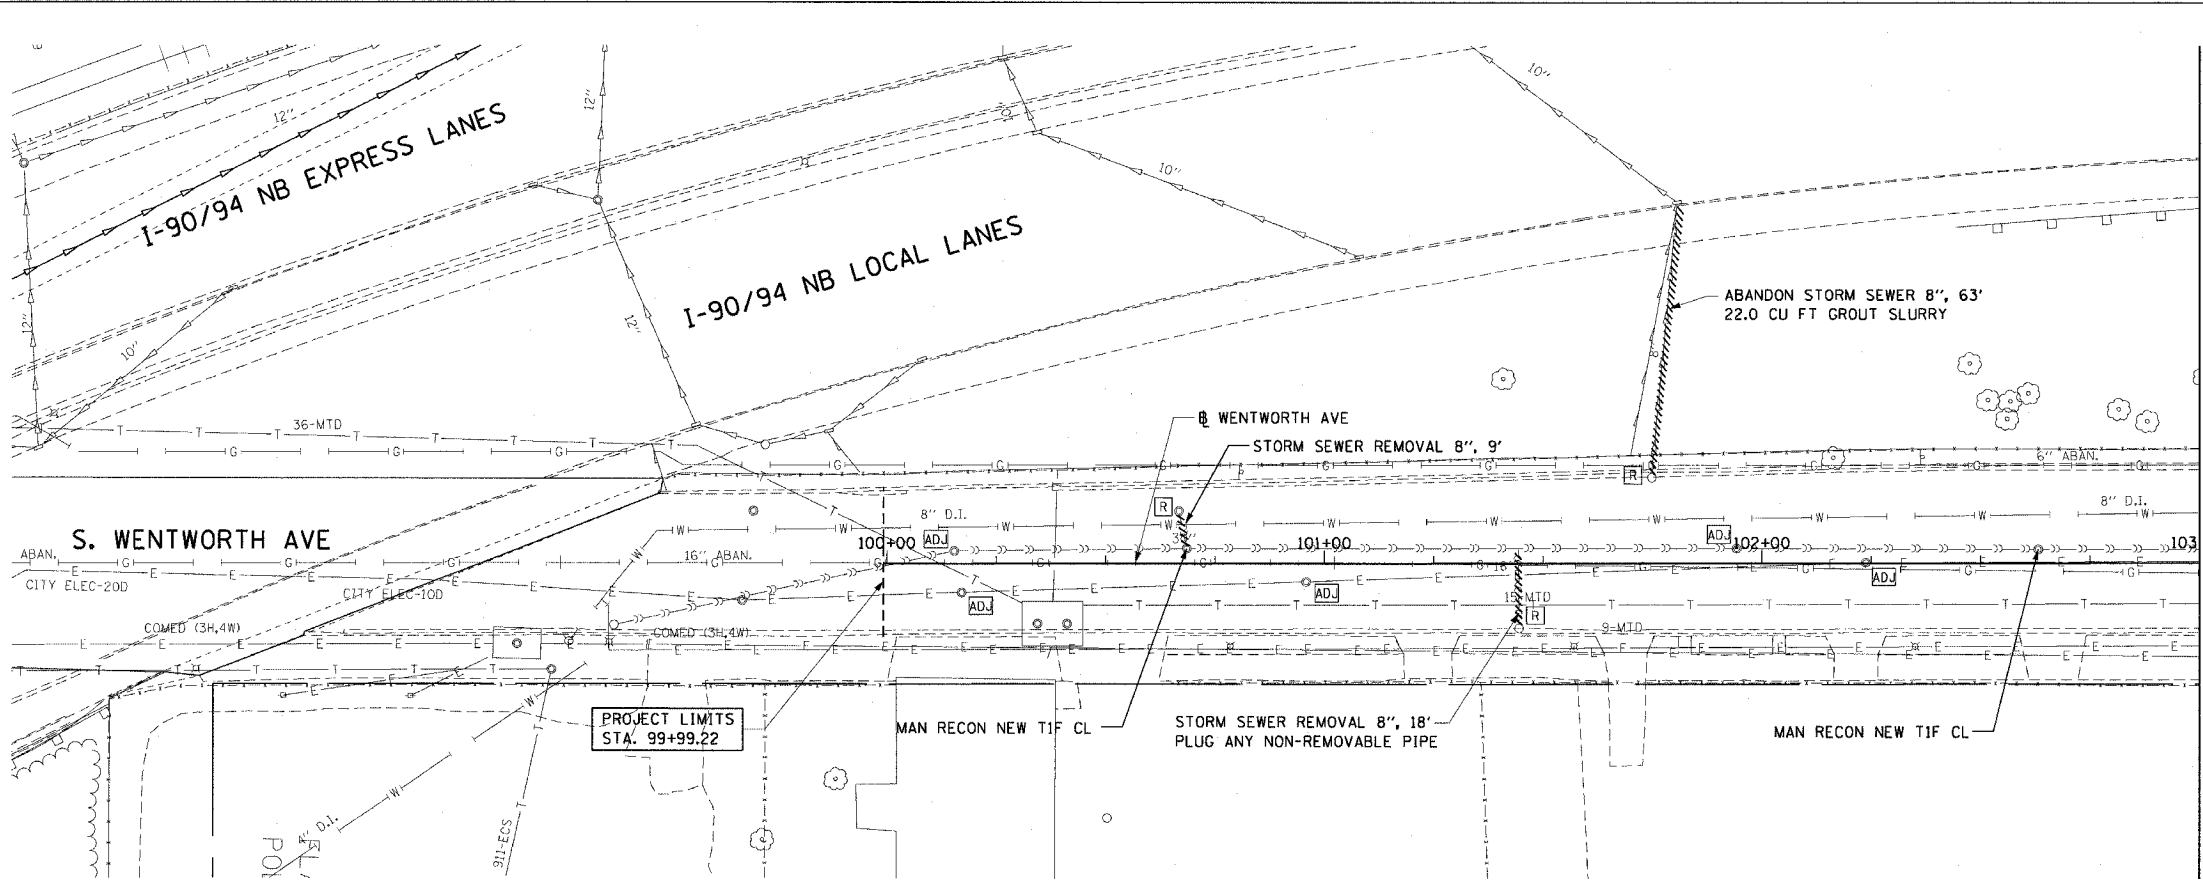 12"
12"
10"
10"
10"
10"
I-90/94 NB EXPRESS LANES
I-90/94 NB LOCAL LANES
12"
12"
10"
8"
ABANDON STORM SEWER 8", 63'
22.0 CU FT GROUT SLURRY
36-MTD
℄ WENTWORTH AVE
STORM SEWER REMOVAL 8", 9'
6" ABAN.
R
R
8" D.I.
8" D.I.
S. WENTWORTH AVE
100+00
ADJ
101+00
ADJ
102+00
103
ABAN.
16" ABAN.
CITY ELEC-20D
CITY ELEC-10D
ADJ
ADJ
ADJ
15-MTD
R
9-MTD
COMED (3H,4W)
COMED (3H,4W)
PROJECT LIMITS
STA. 99+99.22
MAN RECON NEW T1F CL
STORM SEWER REMOVAL 8", 18'
PLUG ANY NON-REMOVABLE PIPE
MAN RECON NEW T1F CL
4" D.I.
911-ECS